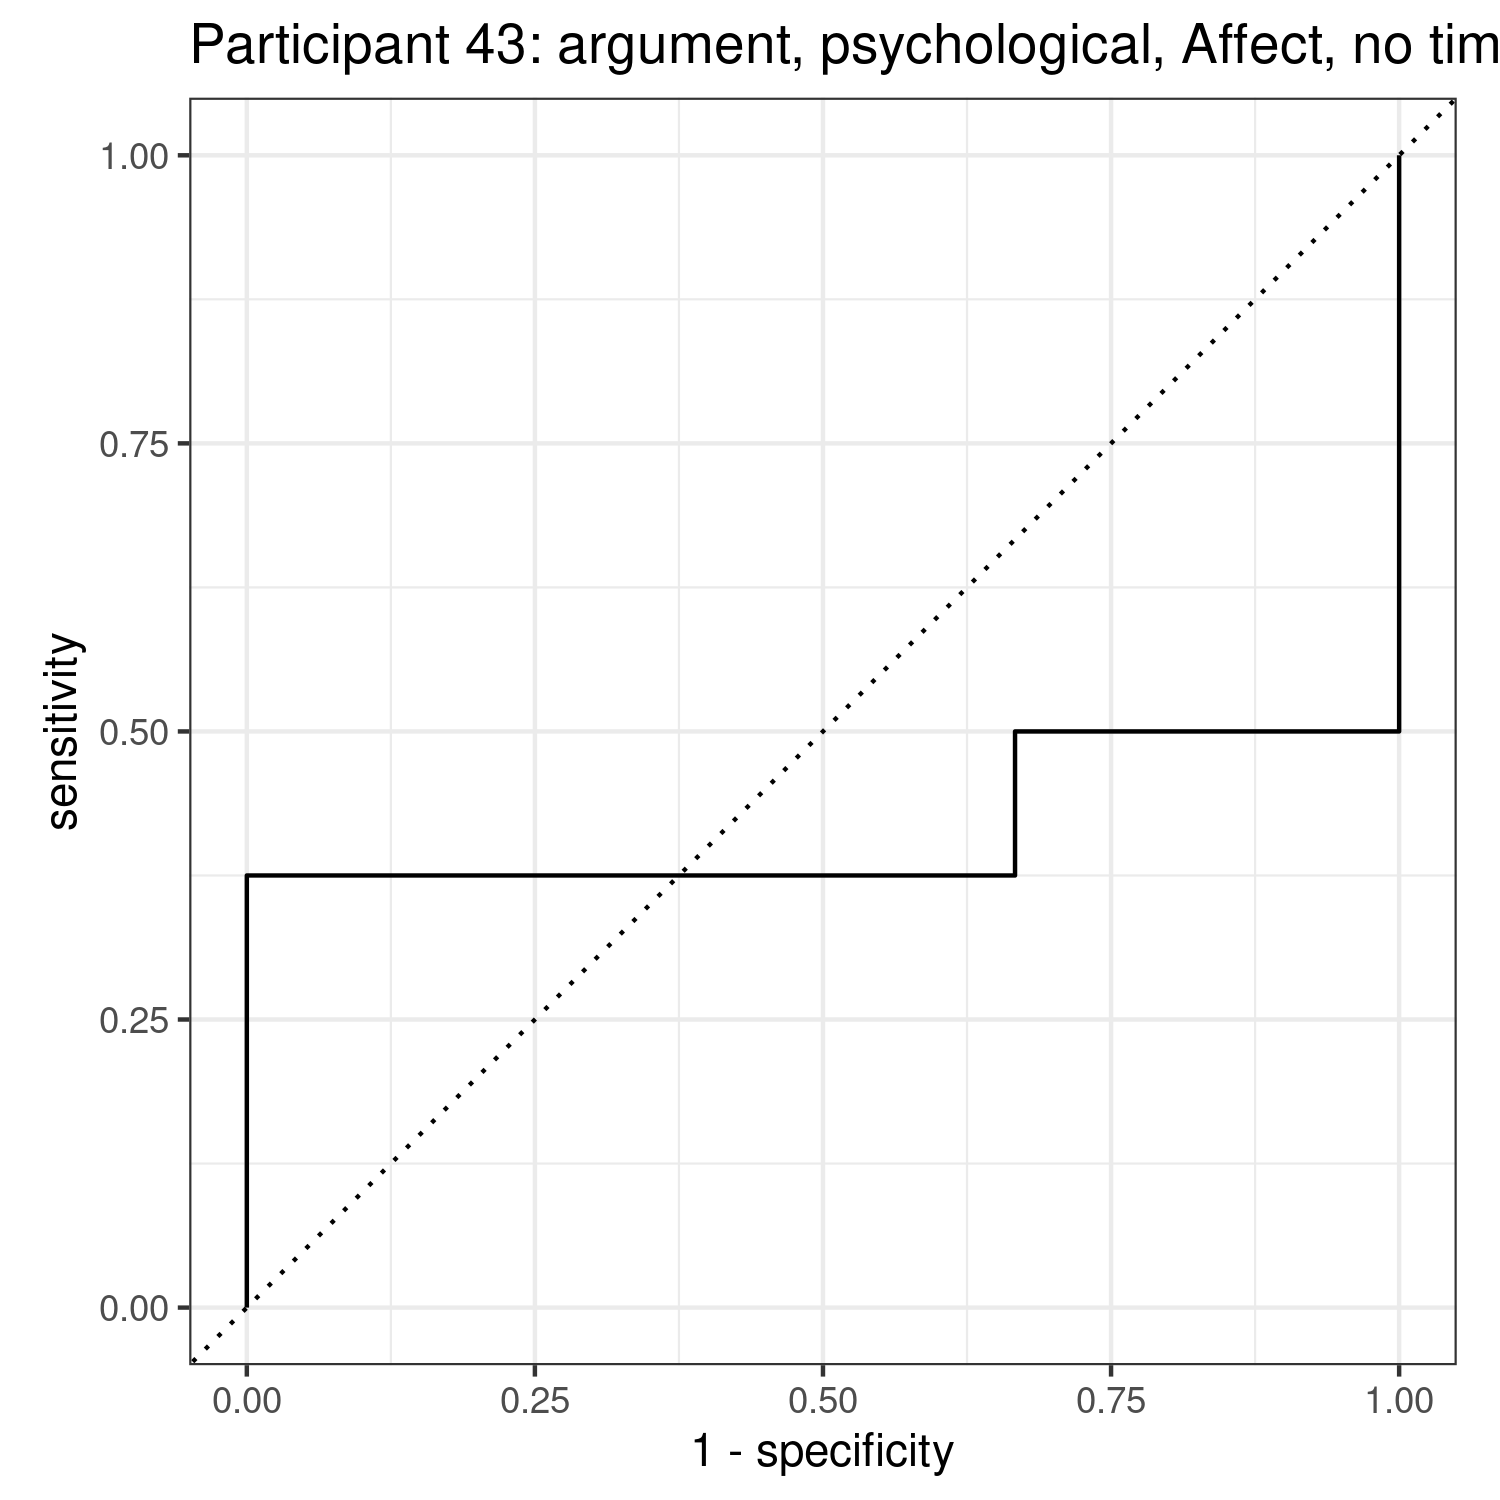 Participant 43: argument, psychological, Affect, no tim
1.00
0.75
0.50
0.25
0.00
sensitivity
0.00 0.25 0.50 0.75 1.00
1 - specificity